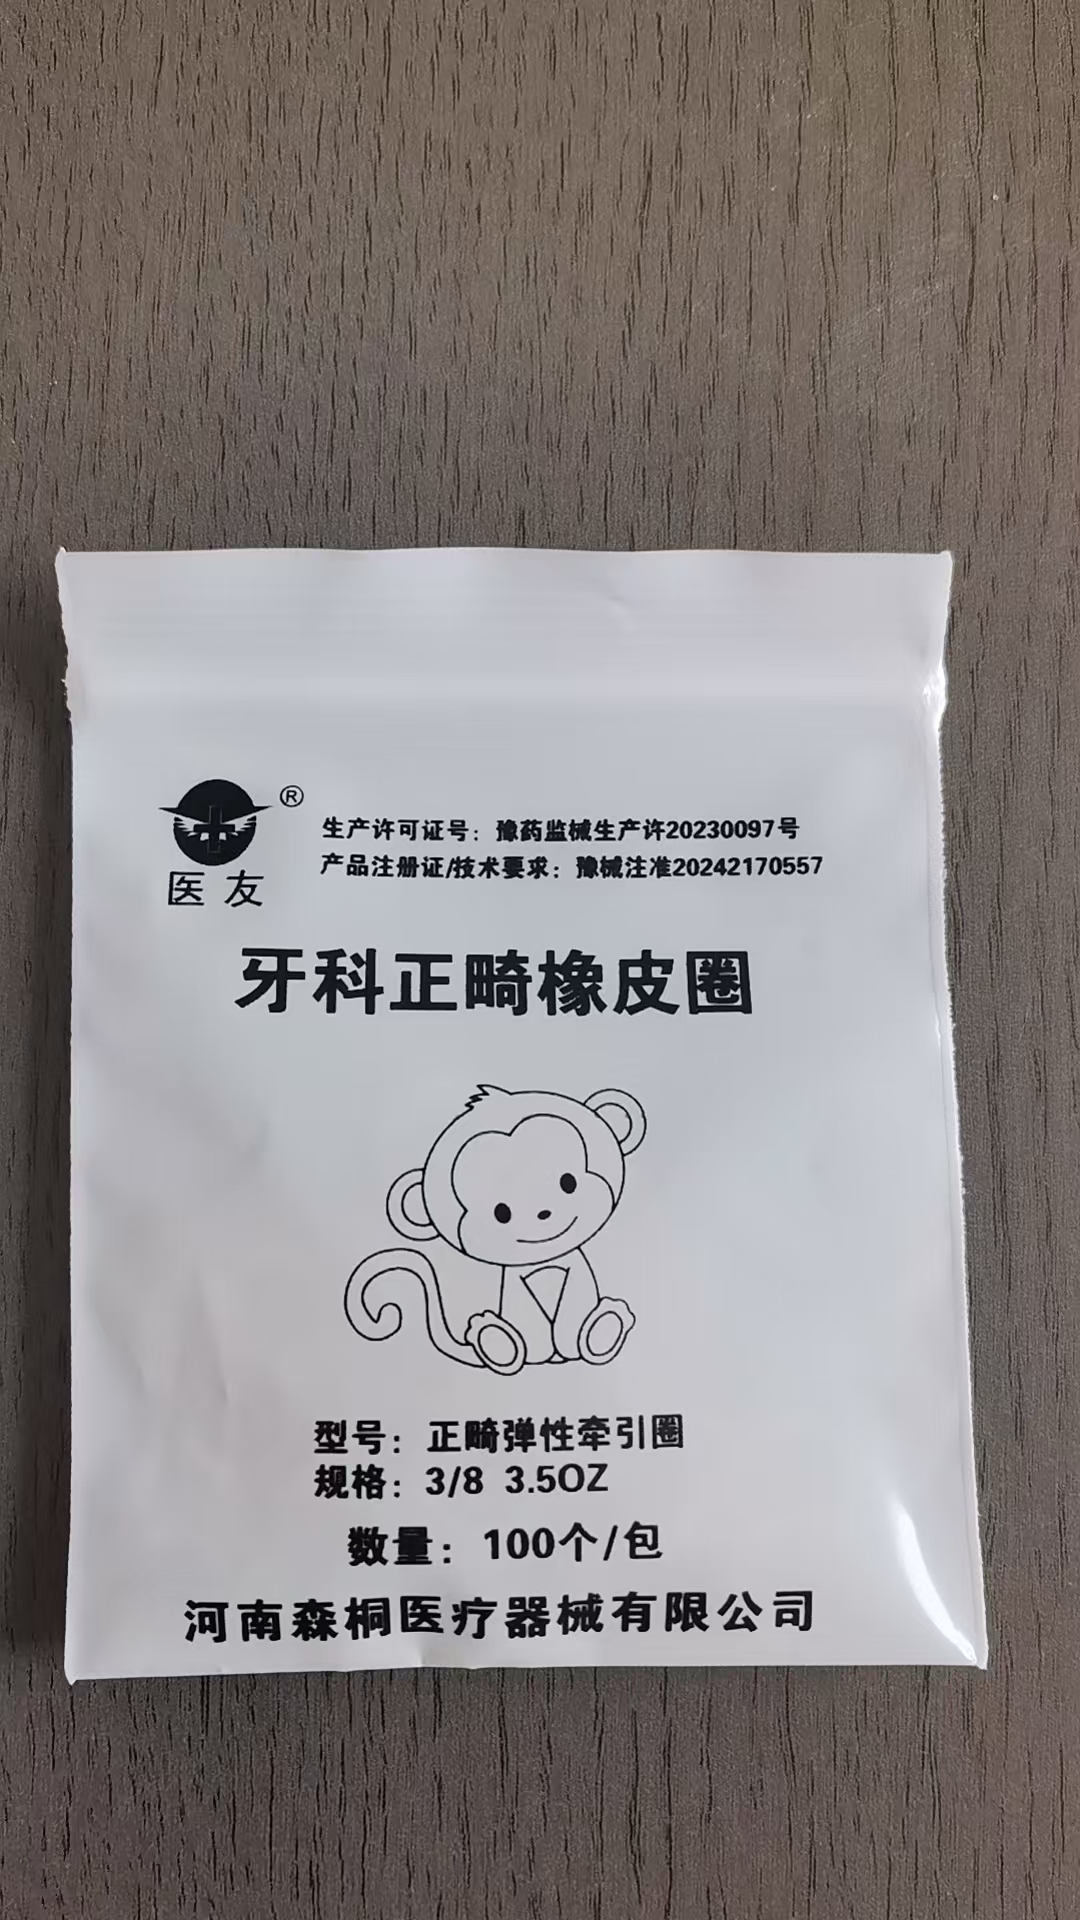 医友
®
生产许可证号：豫药监械生产许20230097号
产品注册证/技术要求：豫械注准20242170557
牙科正畸橡皮圈
型号：正畸弹性牵引圈
规格：3/8 3.5OZ
数量：100个/包
河南森桐医疗器械有限公司